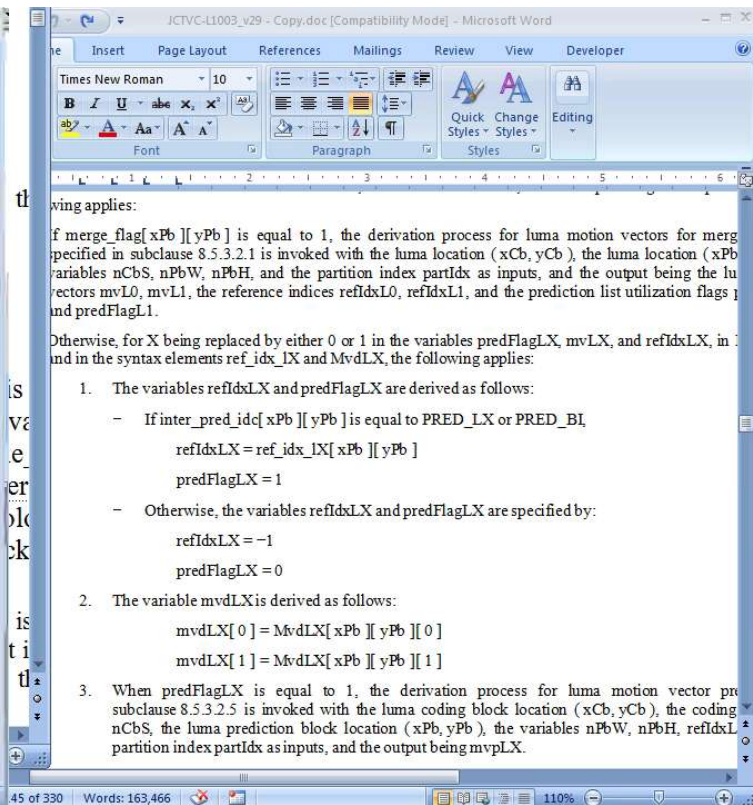 JCTVC-L1003_v29 - Copy.doc [Compatibility Mode] - Microsoft Word
Insert Page Layout References Mailings Review View Developer
Times New Roman 10
B I U abc x₂ x² Aa A A Quick Styles Change Styles Editing
Font Paragraph Styles
1 2 3 4 5 6
wing applies:
If merge_flag[ xPb ][ yPb ] is equal to 1, the derivation process for luma motion vectors for merg
specified in subclause 8.5.3.2.1 is invoked with the luma location ( xCb, yCb ), the luma location ( xPb
variables nCbS, nPbW, nPbH, and the partition index partIdx as inputs, and the output being the lu
vectors mvL0, mvL1, the reference indices refIdxL0, refIdxL1, and the prediction list utilization flags p
and predFlagL1.
Otherwise, for X being replaced by either 0 or 1 in the variables predFlagLX, mvLX, and refIdxLX, in
and in the syntax elements ref_idx_lX and MvdLX, the following applies:
1. The variables refIdxLX and predFlagLX are derived as follows:
− If inter_pred_idc[ xPb ][ yPb ] is equal to PRED_LX or PRED_BI,
refIdxLX = ref_idx_lX[ xPb ][ yPb ]
predFlagLX = 1
− Otherwise, the variables refIdxLX and predFlagLX are specified by:
refIdxLX = −1
predFlagLX = 0
2. The variable mvdLX is derived as follows:
mvdLX[ 0 ] = MvdLX[ xPb ][ yPb ][ 0 ]
mvdLX[ 1 ] = MvdLX[ xPb ][ yPb ][ 1 ]
3. When predFlagLX is equal to 1, the derivation process for luma motion vector pre
subclause 8.5.3.2.5 is invoked with the luma coding block location ( xCb, yCb ), the coding
nCbS, the luma prediction block location ( xPb, yPb ), the variables nPbW, nPbH, refIdxL
partition index partIdx as inputs, and the output being mvpLX.
45 of 330 Words: 163,466 110%